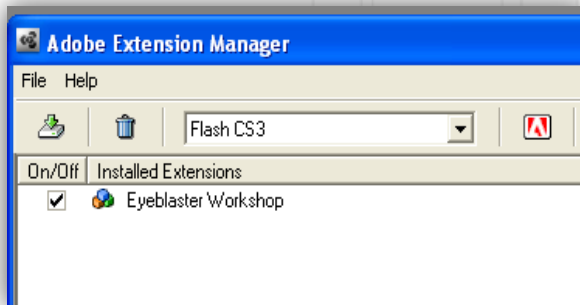 Adobe Extension Manager
File Help
Flash CS3
On/Off Installed Extensions
Eyeblaster Workshop